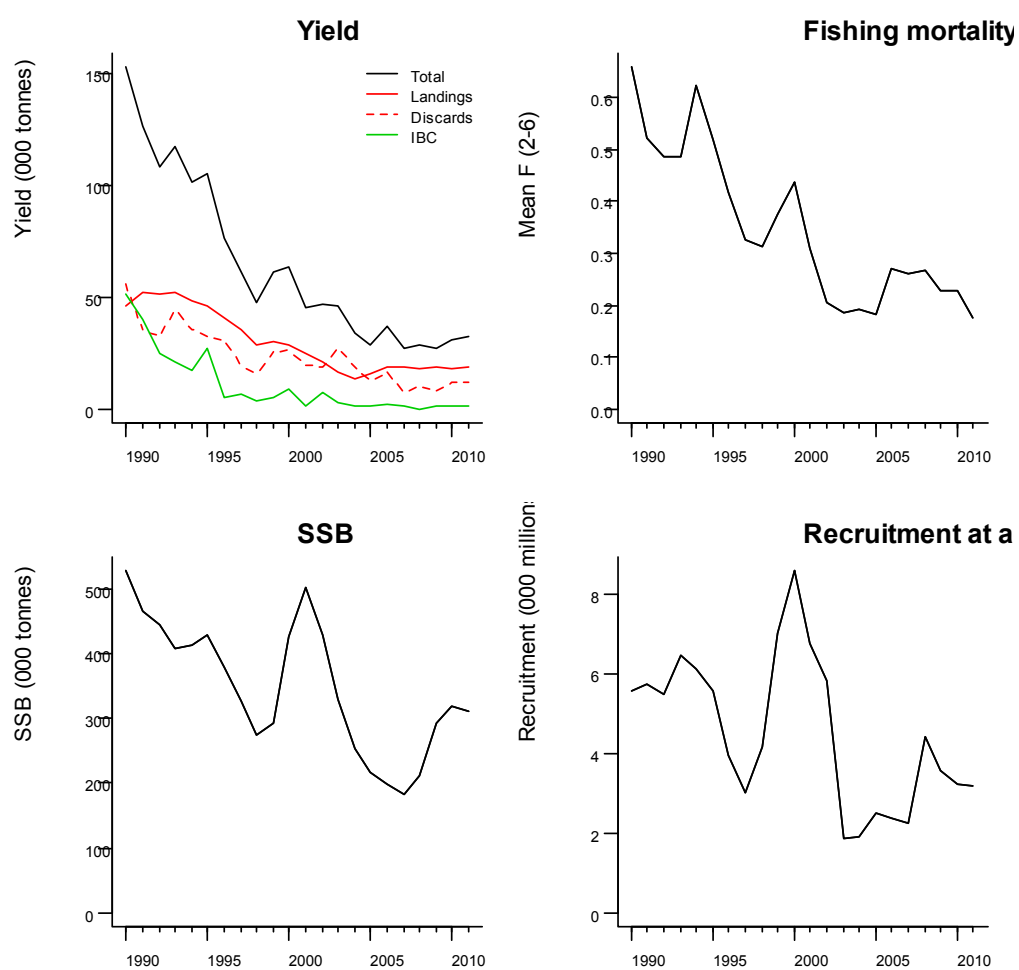 Yield
Yield (000 tonnes)
150
100
50
0
Total
Landings
Discards
IBC
1990 1995 2000 2005 2010
Fishing mortality
Mean F (2-6)
0.6
0.5
0.4
0.3
0.2
0.1
0.0
1990 1995 2000 2005 2010
SSB
SSB (000 tonnes)
500
400
300
200
100
0
1990 1995 2000 2005 2010
Recruitment at a
Recruitment (000 millions
8
6
4
2
0
1990 1995 2000 2005 2010